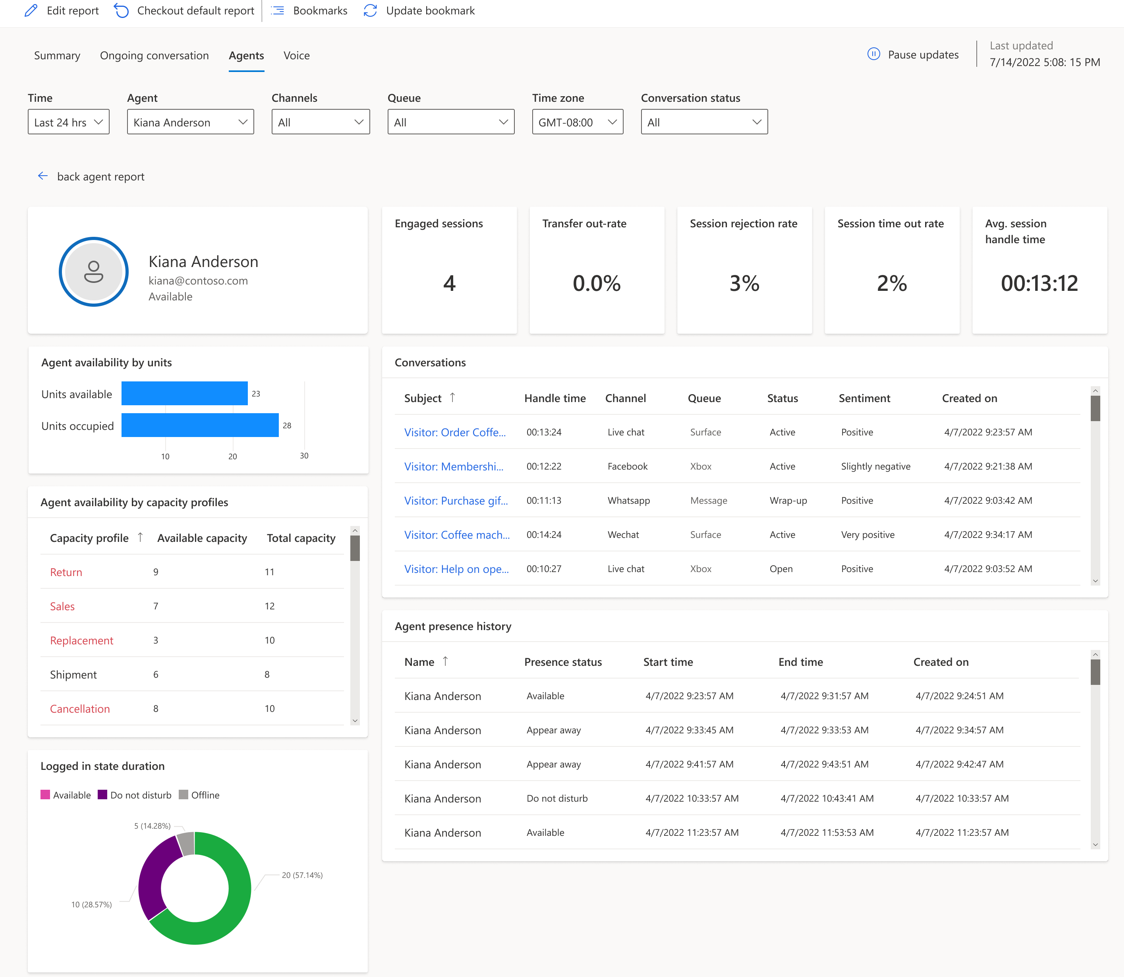 Edit report Checkout default report Bookmarks Update bookmark
Summary Ongoing conversation Agents Voice
Pause updates
Last updated
7/14/2022 5:08: 15 PM
Time Agent Channels Queue Time zone Conversation status
Last 24 hrs Kiana Anderson All All GMT-08:00 All
back agent report
Kiana Anderson
kiana@contoso.com
Available
Engaged sessions
4
Transfer out-rate
0.0%
Session rejection rate
3%
Session time out rate
2%
Avg. session
handle time
00:13:12
Agent availability by units
Units available 23
Units occupied 28
10 20 30
Agent availability by capacity profiles
Capacity profile ↑ Available capacity Total capacity
Return 9 11
Sales 7 12
Replacement 3 10
Shipment 6 8
Cancellation 8 10
Logged in state duration
Available Do not disturb Offline
5 (14.28%)
20 (57.14%)
10 (28.57%)
Conversations
Subject ↑ Handle time Channel Queue Status Sentiment Created on
Visitor: Order Coffe... 00:13:24 Live chat Surface Active Positive 4/7/2022 9:23:57 AM
Visitor: Membershi... 00:12:22 Facebook Xbox Active Slightly negative 4/7/2022 9:21:38 AM
Visitor: Purchase gif... 00:11:13 Whatsapp Message Wrap-up Positive 4/7/2022 9:03:42 AM
Visitor: Coffee mach... 00:14:24 Wechat Surface Active Very positive 4/7/2022 9:34:17 AM
Visitor: Help on ope... 00:10:27 Live chat Xbox Open Positive 4/7/2022 9:03:52 AM
Agent presence history
Name ↑ Presence status Start time End time Created on
Kiana Anderson Available 4/7/2022 9:23:57 AM 4/7/2022 9:31:57 AM 4/7/2022 9:24:51 AM
Kiana Anderson Appear away 4/7/2022 9:33:45 AM 4/7/2022 9:33:53 AM 4/7/2022 9:34:57 AM
Kiana Anderson Appear away 4/7/2022 9:41:57 AM 4/7/2022 9:43:51 AM 4/7/2022 9:42:47 AM
Kiana Anderson Do not disturb 4/7/2022 10:33:57 AM 4/7/2022 10:43:41 AM 4/7/2022 10:33:57 AM
Kiana Anderson Available 4/7/2022 11:23:57 AM 4/7/2022 11:53:53 AM 4/7/2022 11:23:57 AM